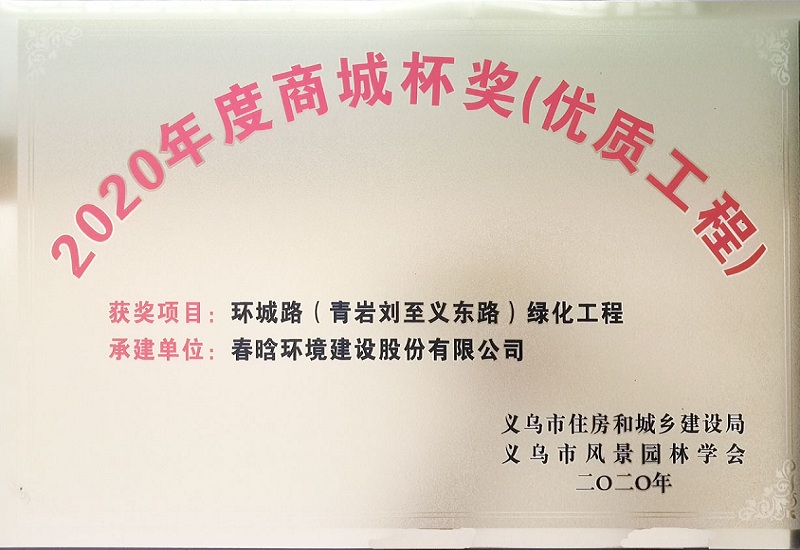 2020年度商城杯奖(优质工程)
获奖项目：环城路（青岩刘至义东路）绿化工程
承建单位：春晗环境建设股份有限公司
义乌市住房和城乡建设局
义乌市风景园林学会
二〇二〇年